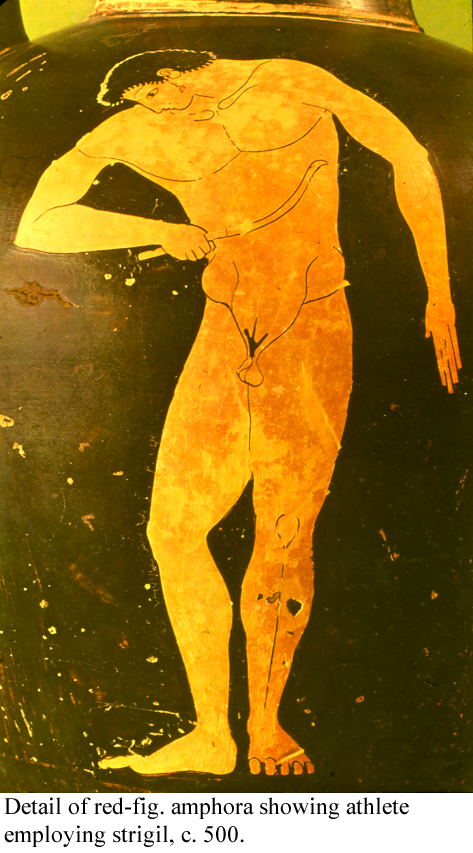 Detail of red-fig. amphora showing athlete
employing strigil, c. 500.